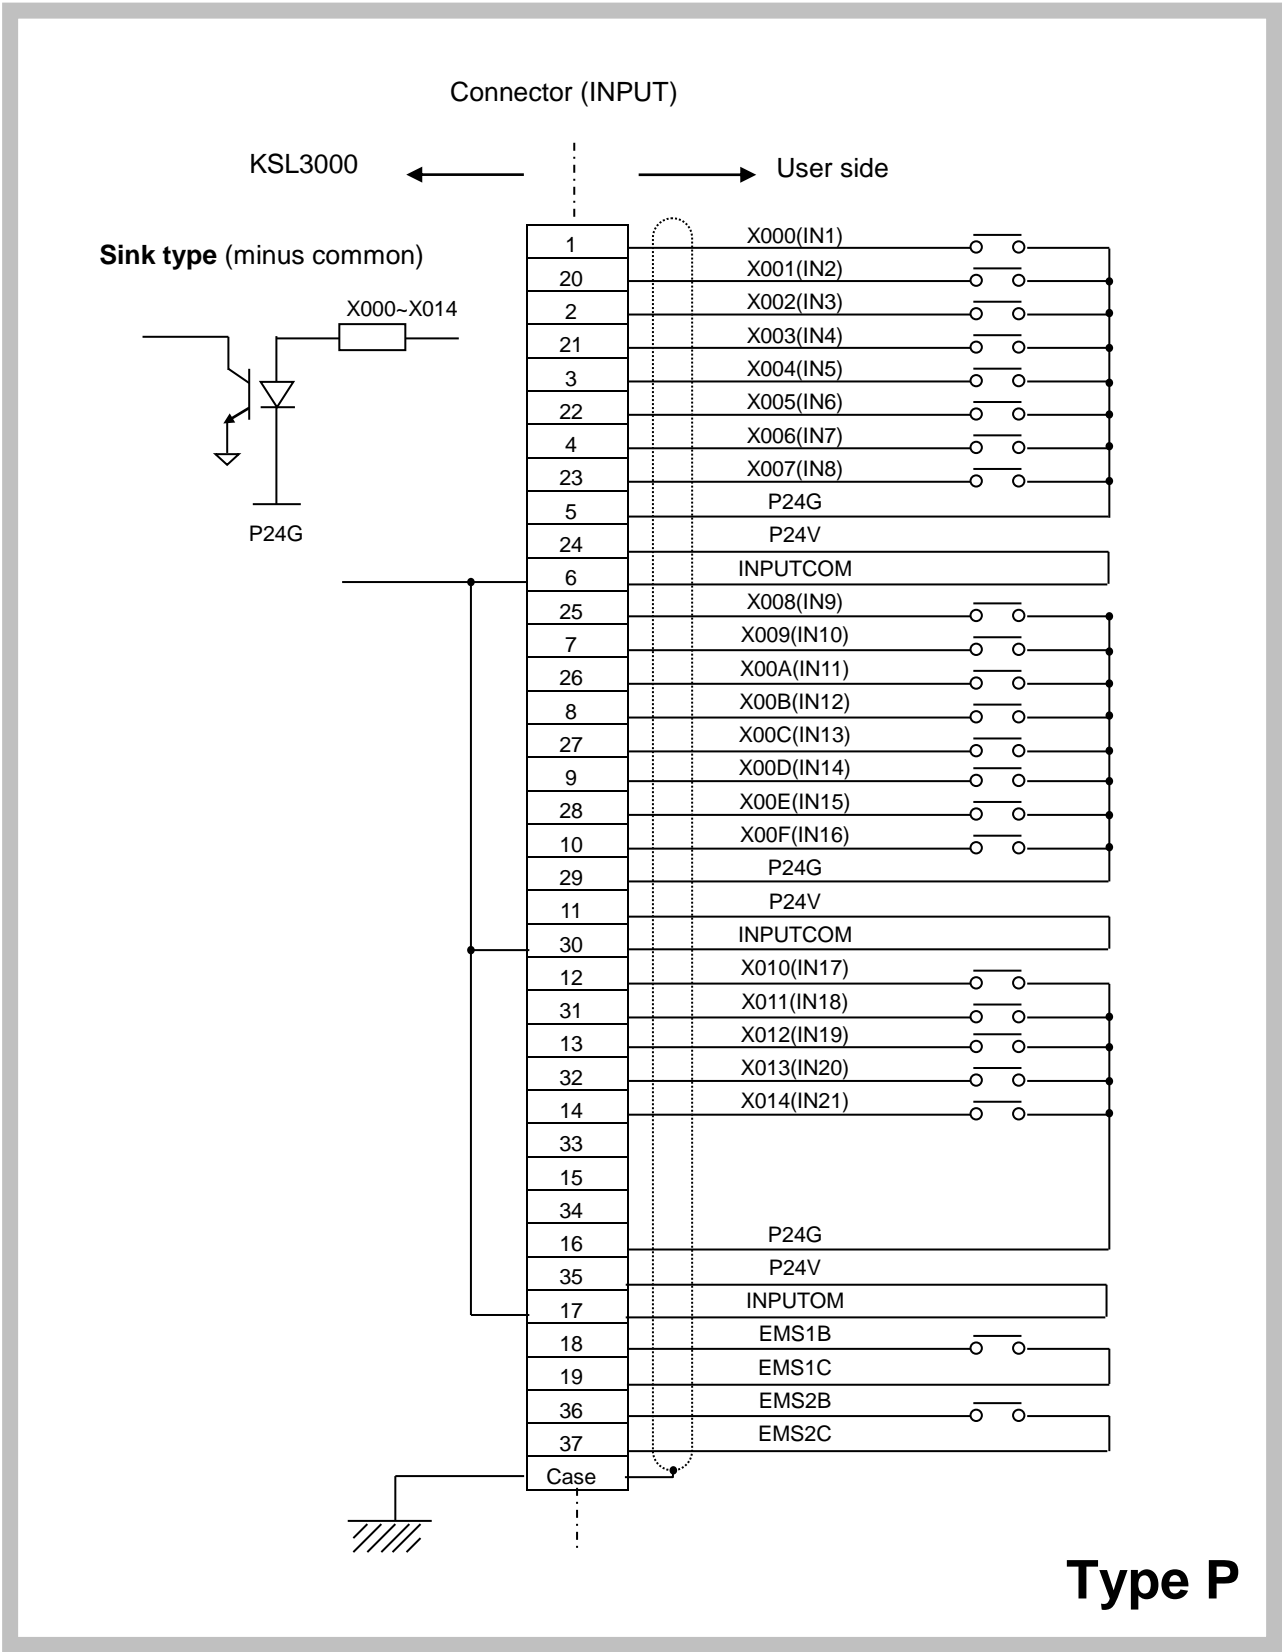 Connector (INPUT)
KSL3000
User side
Sink type (minus common)
X000~X014
P24G
1 X000(IN1)
20 X001(IN2)
2 X002(IN3)
21 X003(IN4)
3 X004(IN5)
22 X005(IN6)
4 X006(IN7)
23 X007(IN8)
5 P24G
24 P24V
6 INPUTCOM
25 X008(IN9)
7 X009(IN10)
26 X00A(IN11)
8 X00B(IN12)
27 X00C(IN13)
9 X00D(IN14)
28 X00E(IN15)
10 X00F(IN16)
29 P24G
11 P24V
30 INPUTCOM
12 X010(IN17)
31 X011(IN18)
13 X012(IN19)
32 X013(IN20)
14 X014(IN21)
33
15
34
16 P24G
35 P24V
17 INPUTOM
18 EMS1B
19 EMS1C
36 EMS2B
37 EMS2C
Case
Type P